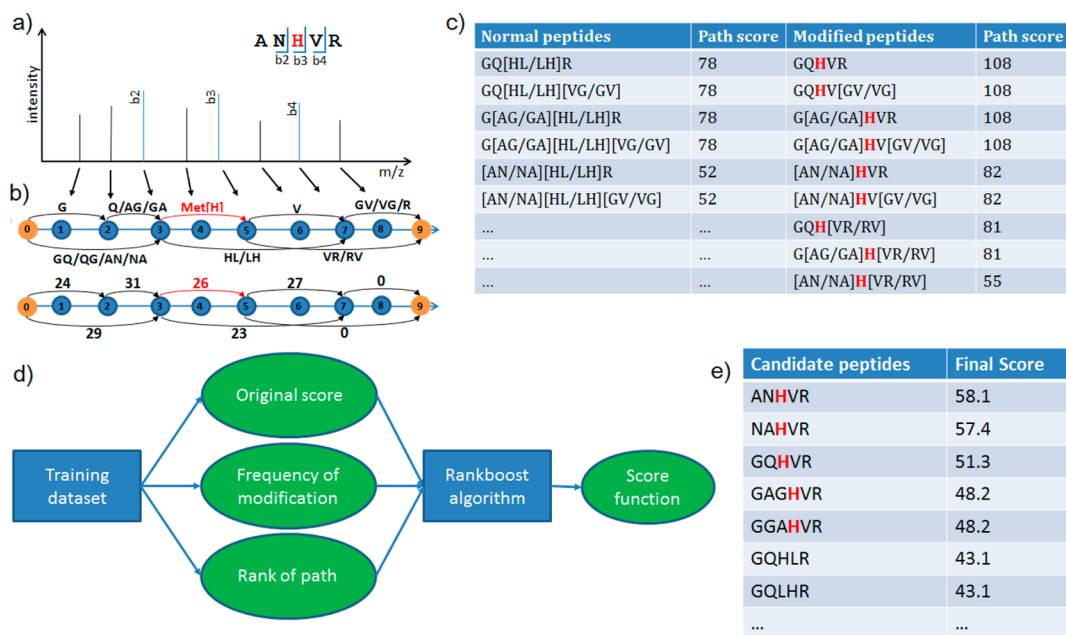 a)
A N H V R
b2 b3 b4
intensity
b2
b3
b4
m/z
b)
G Q/AG/GA Met[H] V GV/VG/R
0 1 2 3 4 5 6 7 8 9
GQ/QG/AN/NA HL/LH VR/RV
24 31 26 27 0
0 1 2 3 4 5 6 7 8 9
29 23 0
c)
Normal peptides Path score Modified peptides Path score
GQ[HL/LH]R 78 GQHVR 108
GQ[HL/LH][VG/GV] 78 GQHV[GV/VG] 108
G[AG/GA][HL/LH]R 78 G[AG/GA]HVR 108
G[AG/GA][HL/LH][VG/GV] 78 G[AG/GA]HV[GV/VG] 108
[AN/NA][HL/LH]R 52 [AN/NA]HVR 82
[AN/NA][HL/LH][GV/VG] 52 [AN/NA]HV[GV/VG] 82
... ... GQH[VR/RV] 81
... ... G[AG/GA]H[VR/RV] 81
... ... [AN/NA]H[VR/RV] 55
d)
Training
dataset
Original score
Frequency of
modification
Rank of path
Rankboost
algorithm
Score
function
e)
Candidate peptides Final Score
ANHVR 58.1
NAHVR 57.4
GQHVR 51.3
GAGHVR 48.2
GGAHVR 48.2
GQHLR 43.1
GQLHR 43.1
... ...